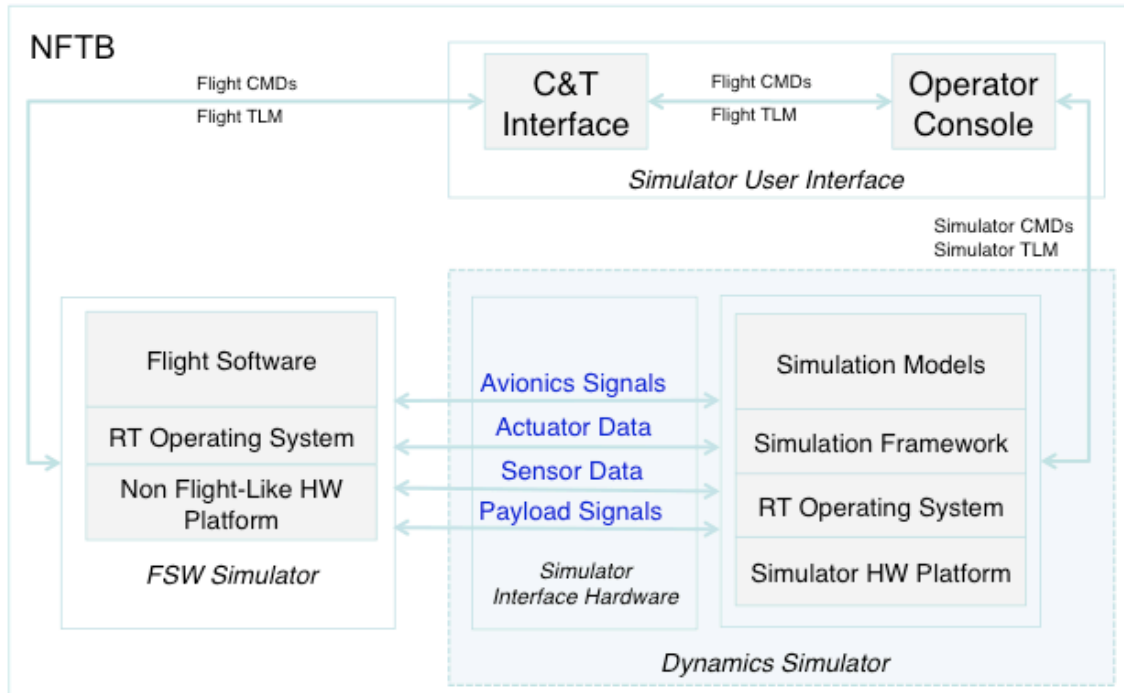 NFTB
Flight CMDs
Flight TLM
C&T
Interface
Flight CMDs
Flight TLM
Operator
Console
Simulator User Interface
Simulator CMDs
Simulator TLM
Flight Software
RT Operating System
Non Flight-Like HW
Platform
FSW Simulator
Avionics Signals
Actuator Data
Sensor Data
Payload Signals
Simulator
Interface Hardware
Simulation Models
Simulation Framework
RT Operating System
Simulator HW Platform
Dynamics Simulator